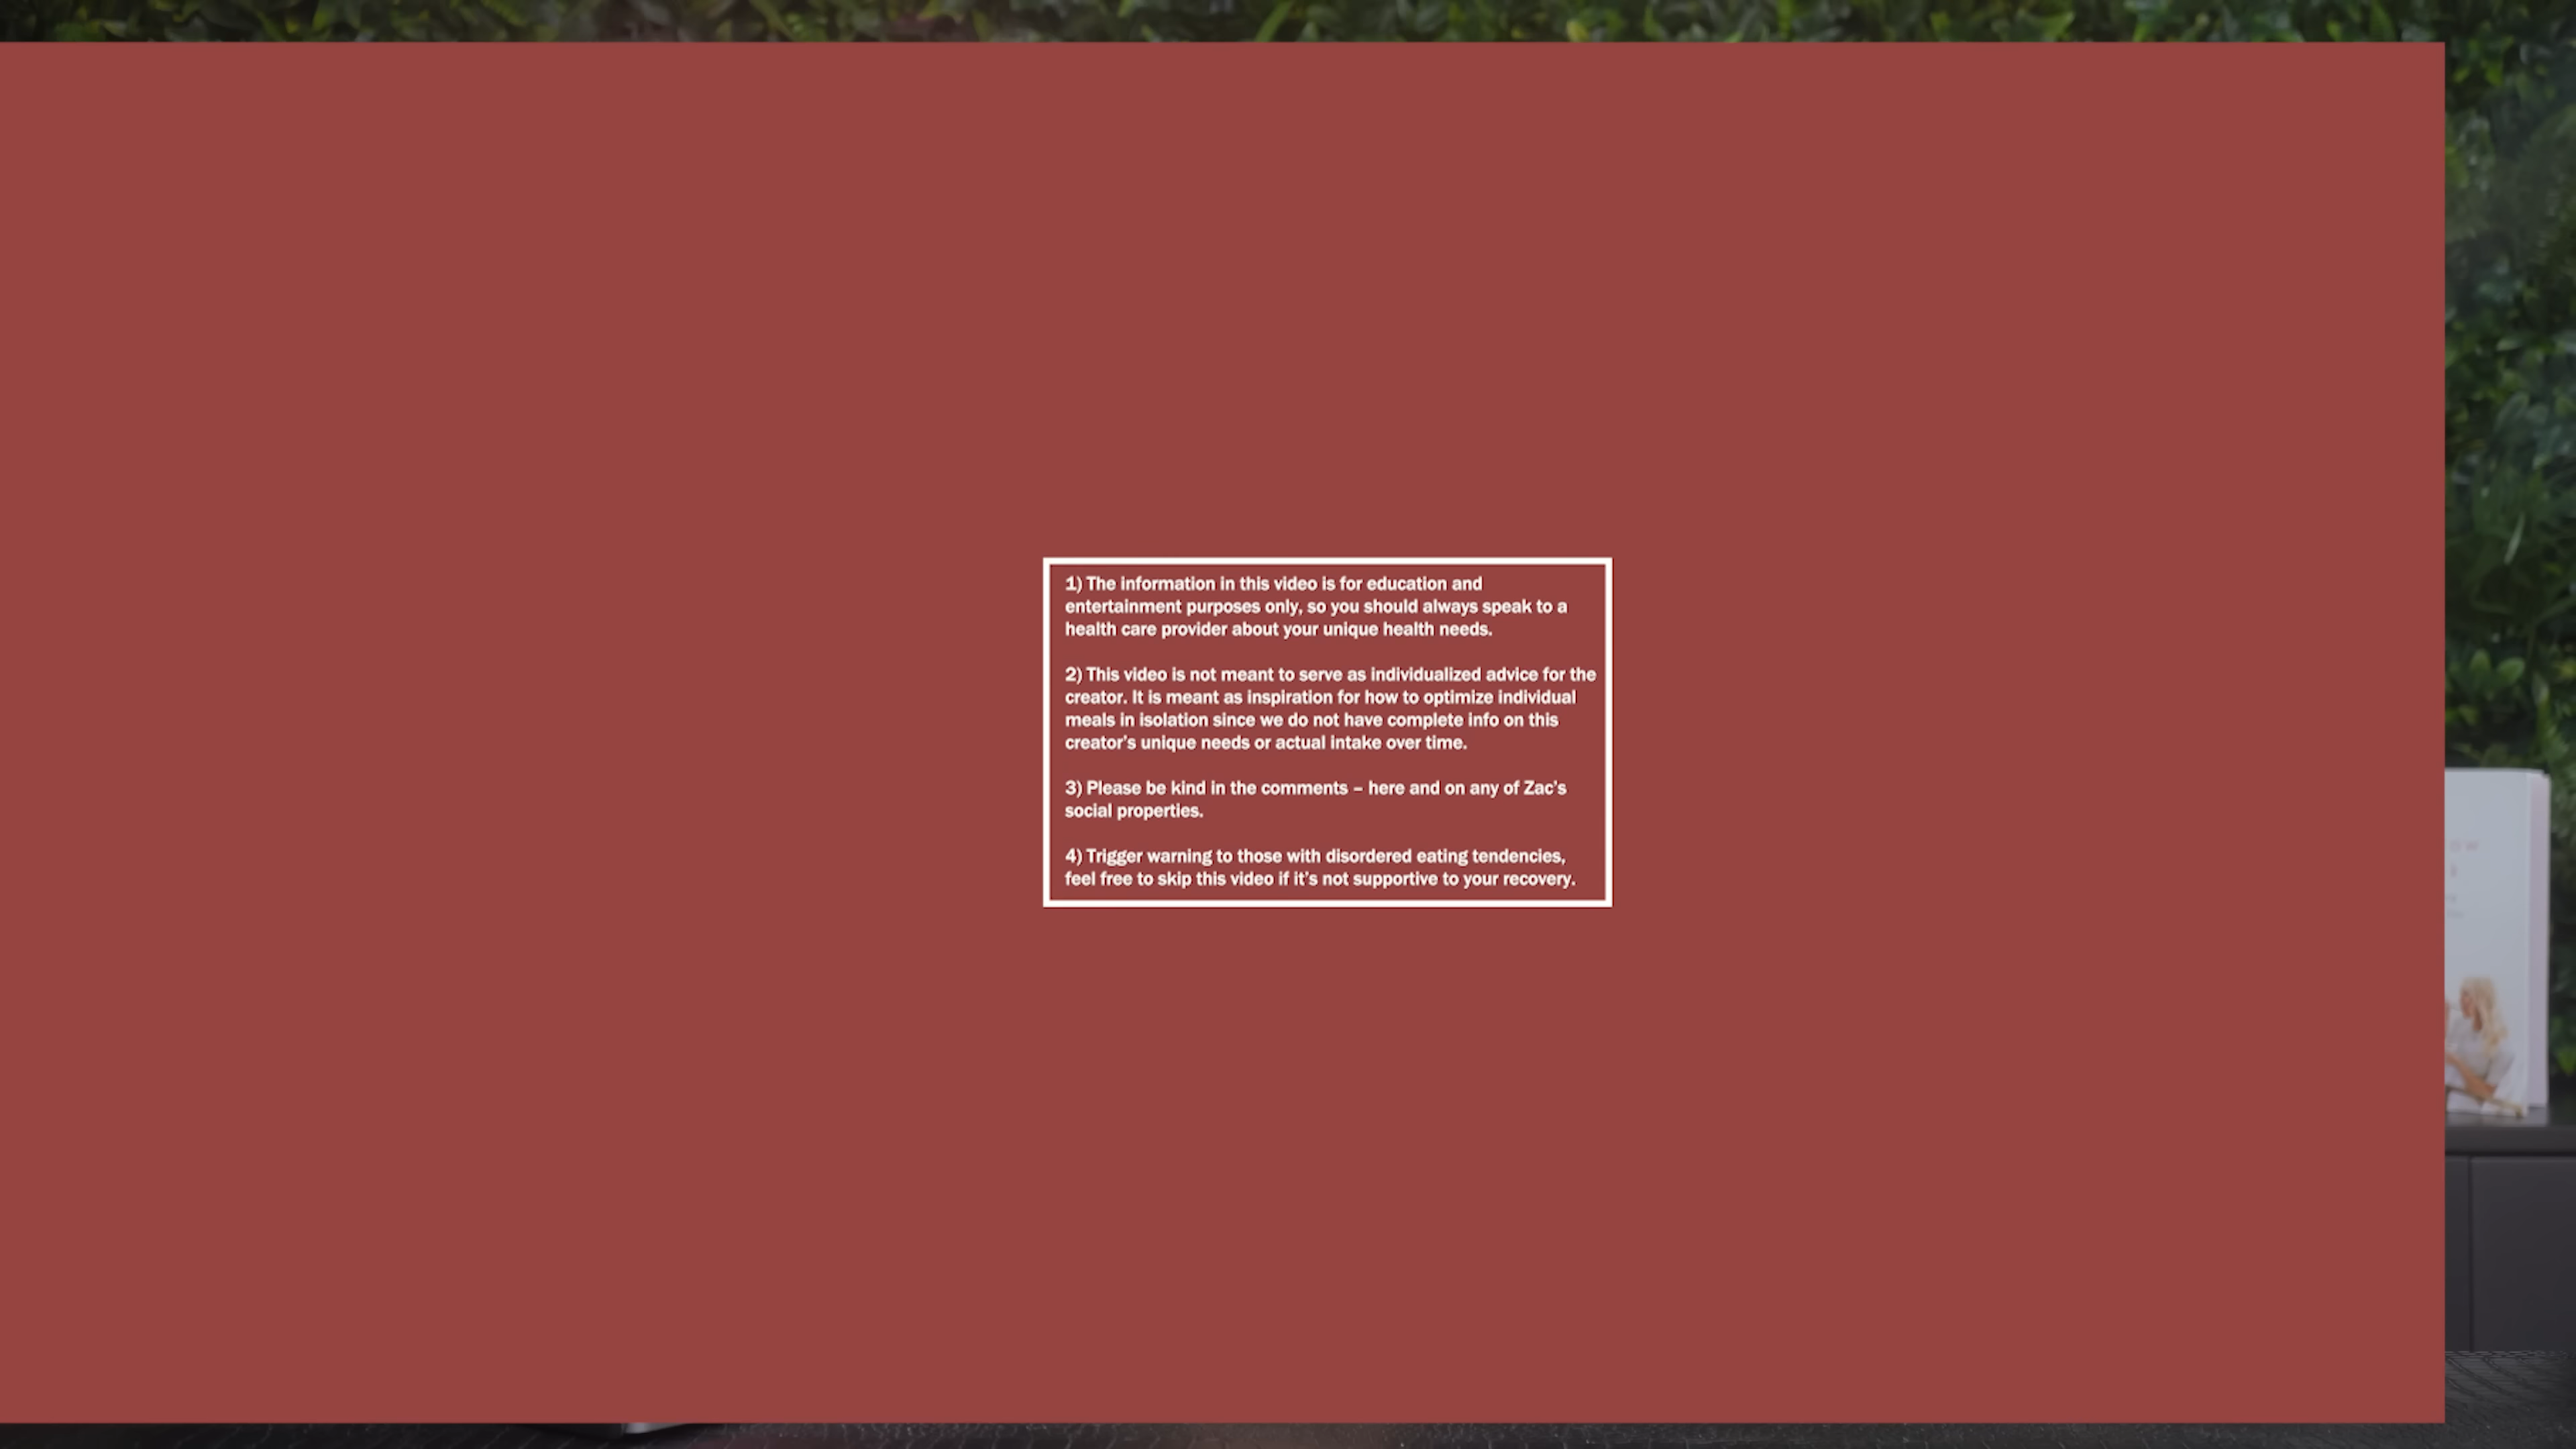 1) The information in this video is for education and
entertainment purposes only, so you should always speak to a
health care provider about your unique health needs.
2) This video is not meant to serve as individualized advice for the
creator. It is meant as inspiration for how to optimize individual
meals in isolation since we do not have complete info on this
creator's unique needs or actual intake over time.
3) Please be kind in the comments – here and on any of Zac's
social properties.
4) Trigger warning to those with disordered eating tendencies,
feel free to skip this video if it's not supportive to your recovery.